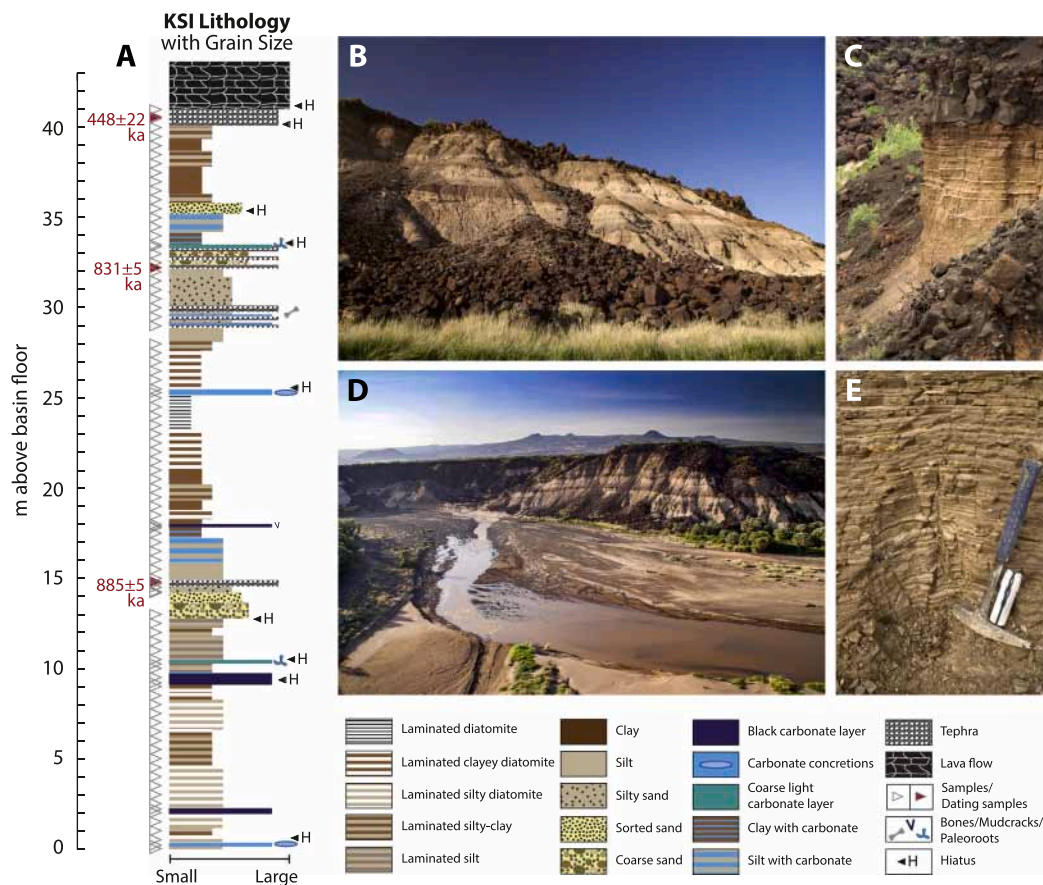 KSI Lithology
with Grain Size
A
B
C
D
E
m above basin floor
40
35
30
25
20
15
10
5
0
448±22
ka
831±5
ka
885±5
ka
H
H
H
H
H
V
H
H
H
H
Small
Large
Laminated diatomite
Laminated clayey diatomite
Laminated silty diatomite
Laminated silty-clay
Laminated silt
Clay
Silt
Silty sand
Sorted sand
Coarse sand
Black carbonate layer
Carbonate concretions
Coarse light
carbonate layer
Clay with carbonate
Silt with carbonate
Tephra
Lava flow
Samples/
Dating samples
V
Bones/Mudcracks/
Paleoroots
H
Hiatus